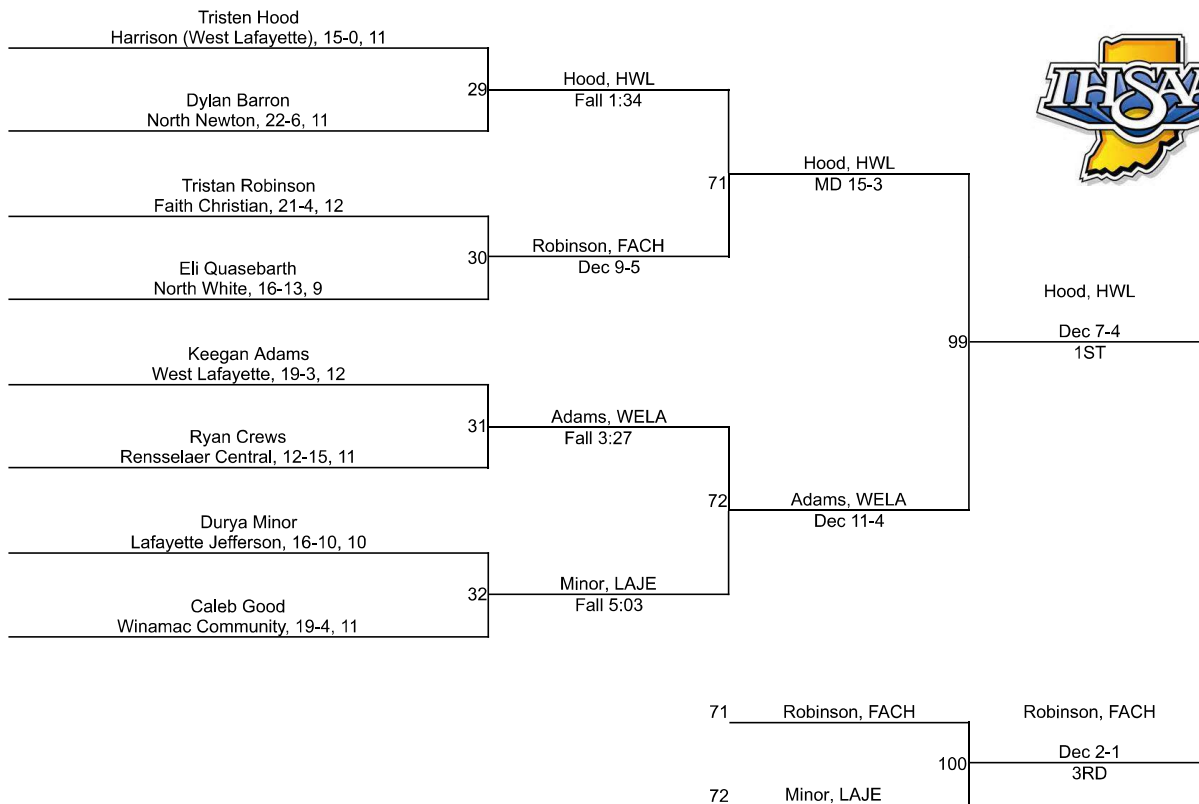 Tristen Hood
Harrison (West Lafayette), 15-0, 11
29
Dylan Barron
North Newton, 22-6, 11
Hood, HWL
Fall 1:34
71
Tristan Robinson
Faith Christian, 21-4, 12
30
Eli Quasebarth
North White, 16-13, 9
Robinson, FACH
Dec 9-5
Hood, HWL
MD 15-3
99
Keegan Adams
West Lafayette, 19-3, 12
31
Ryan Crews
Rensselaer Central, 12-15, 11
Adams, WELA
Fall 3:27
72
Durya Minor
Lafayette Jefferson, 16-10, 10
32
Caleb Good
Winamac Community, 19-4, 11
Minor, LAJE
Fall 5:03
Adams, WELA
Dec 11-4
Hood, HWL
Dec 7-4
1ST
IHSAA
71 Robinson, FACH
100
72 Minor, LAJE
Robinson, FACH
Dec 2-1
3RD